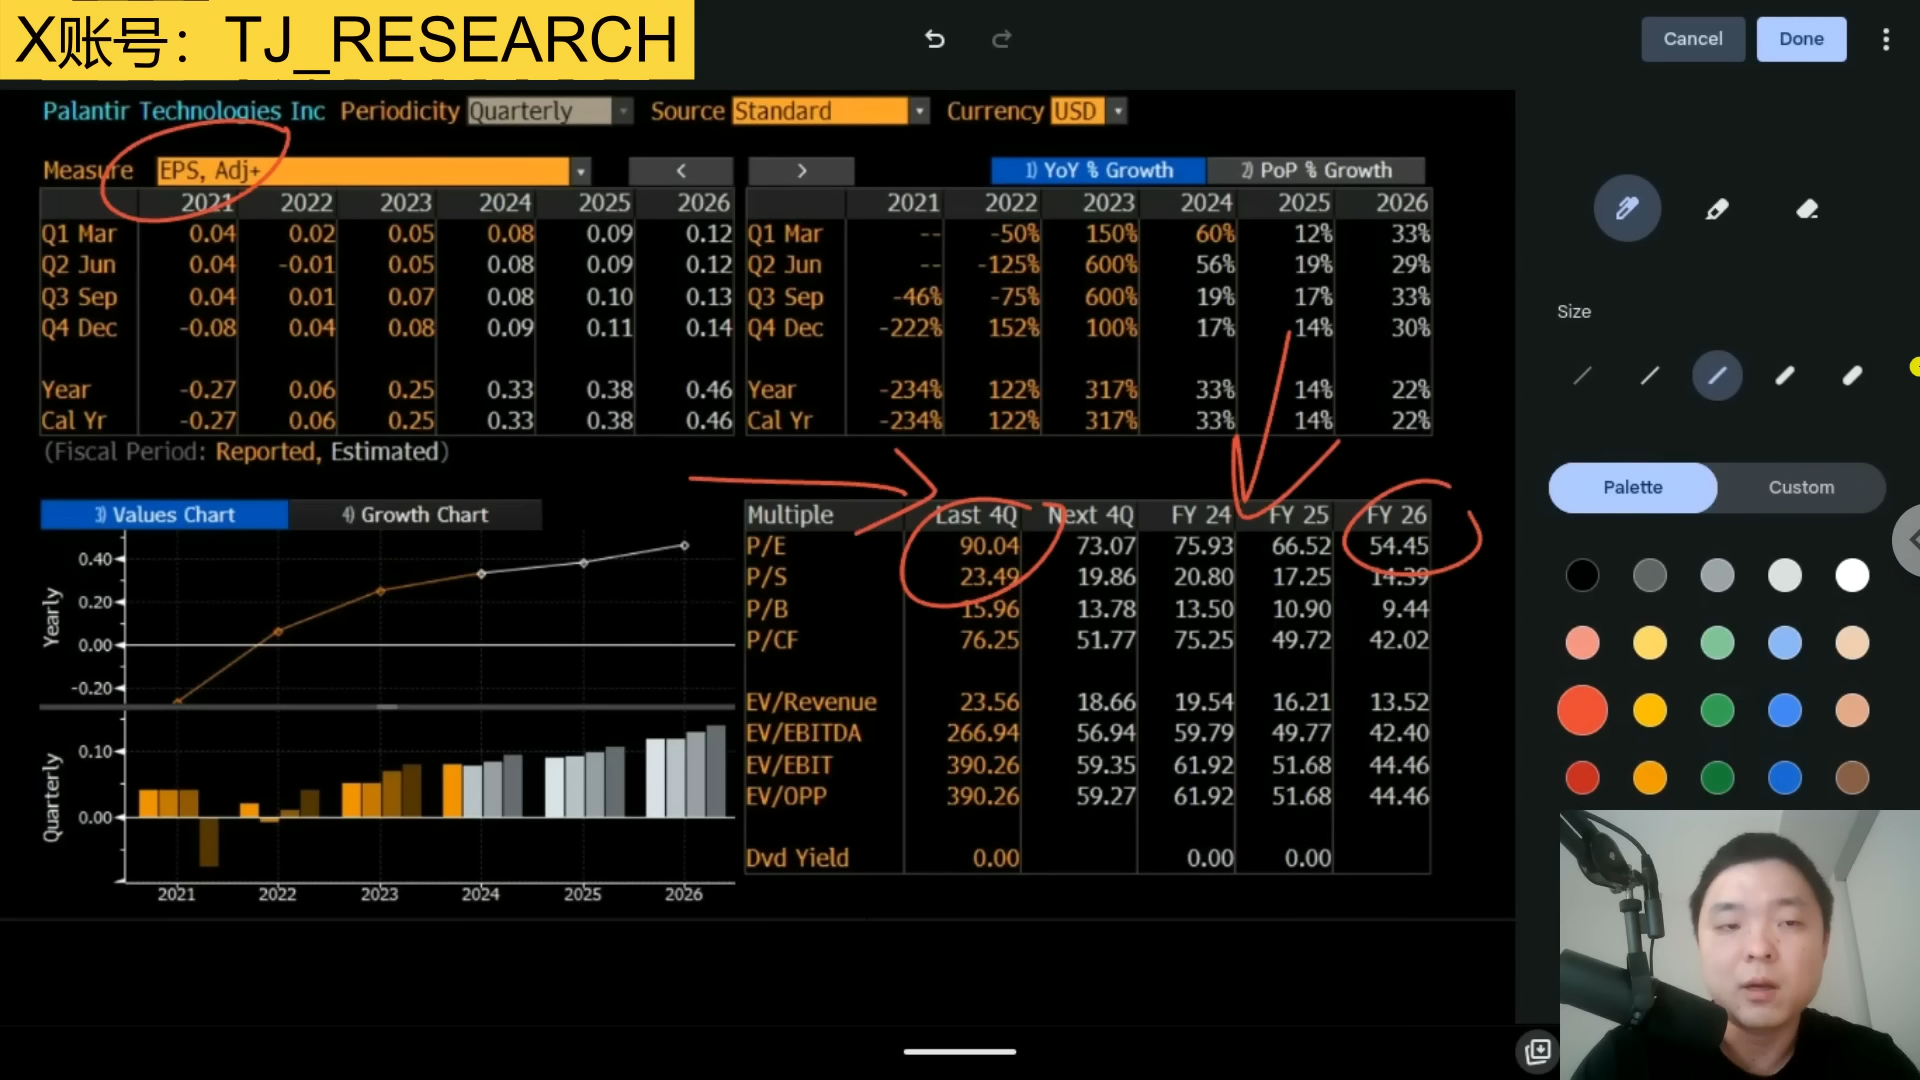 X账号：TJ_RESEARCH
Cancel Done
Palantir Technologies Inc Periodicity Quarterly Source Standard Currency USD
Measure EPS, Adj+ < > 1) YoY % Growth 2) PoP % Growth
2021 2022 2023 2024 2025 2026 2021 2022 2023 2024 2025 2026
Q1 Mar 0.04 0.02 0.05 0.08 0.09 0.12 Q1 Mar -- -50% 150% 60% 12% 33%
Q2 Jun 0.04 -0.01 0.05 0.08 0.09 0.12 Q2 Jun -- -125% 600% 56% 19% 29%
Q3 Sep 0.04 0.01 0.07 0.08 0.10 0.13 Q3 Sep -46% -75% 600% 19% 17% 33%
Q4 Dec -0.08 0.04 0.08 0.09 0.11 0.14 Q4 Dec -222% 152% 100% 17% 14% 30%
Year -0.27 0.06 0.25 0.33 0.38 0.46 Year -234% 122% 317% 33% 14% 22%
Cal Yr -0.27 0.06 0.25 0.33 0.38 0.46 Cal Yr -234% 122% 317% 33% 14% 22%
(Fiscal Period: Reported, Estimated)
3) Values Chart 4) Growth Chart
0.40
0.20
0.00
-0.20
Yearly
0.10
0.00
Quarterly
2021 2022 2023 2024 2025 2026
Multiple Last 4Q Next 4Q FY 24 FY 25 FY 26
P/E 90.04 73.07 75.93 66.52 54.45
P/S 23.49 19.86 20.80 17.25 14.39
P/B 15.96 13.78 13.50 10.90 9.44
P/CF 76.25 51.77 75.25 49.72 42.02
EV/Revenue 23.56 18.66 19.54 16.21 13.52
EV/EBITDA 266.94 56.94 59.79 49.77 42.40
EV/EBIT 390.26 59.35 61.92 51.68 44.46
EV/OPP 390.26 59.27 61.92 51.68 44.46
Dvd Yield 0.00 0.00 0.00
Size
Palette Custom